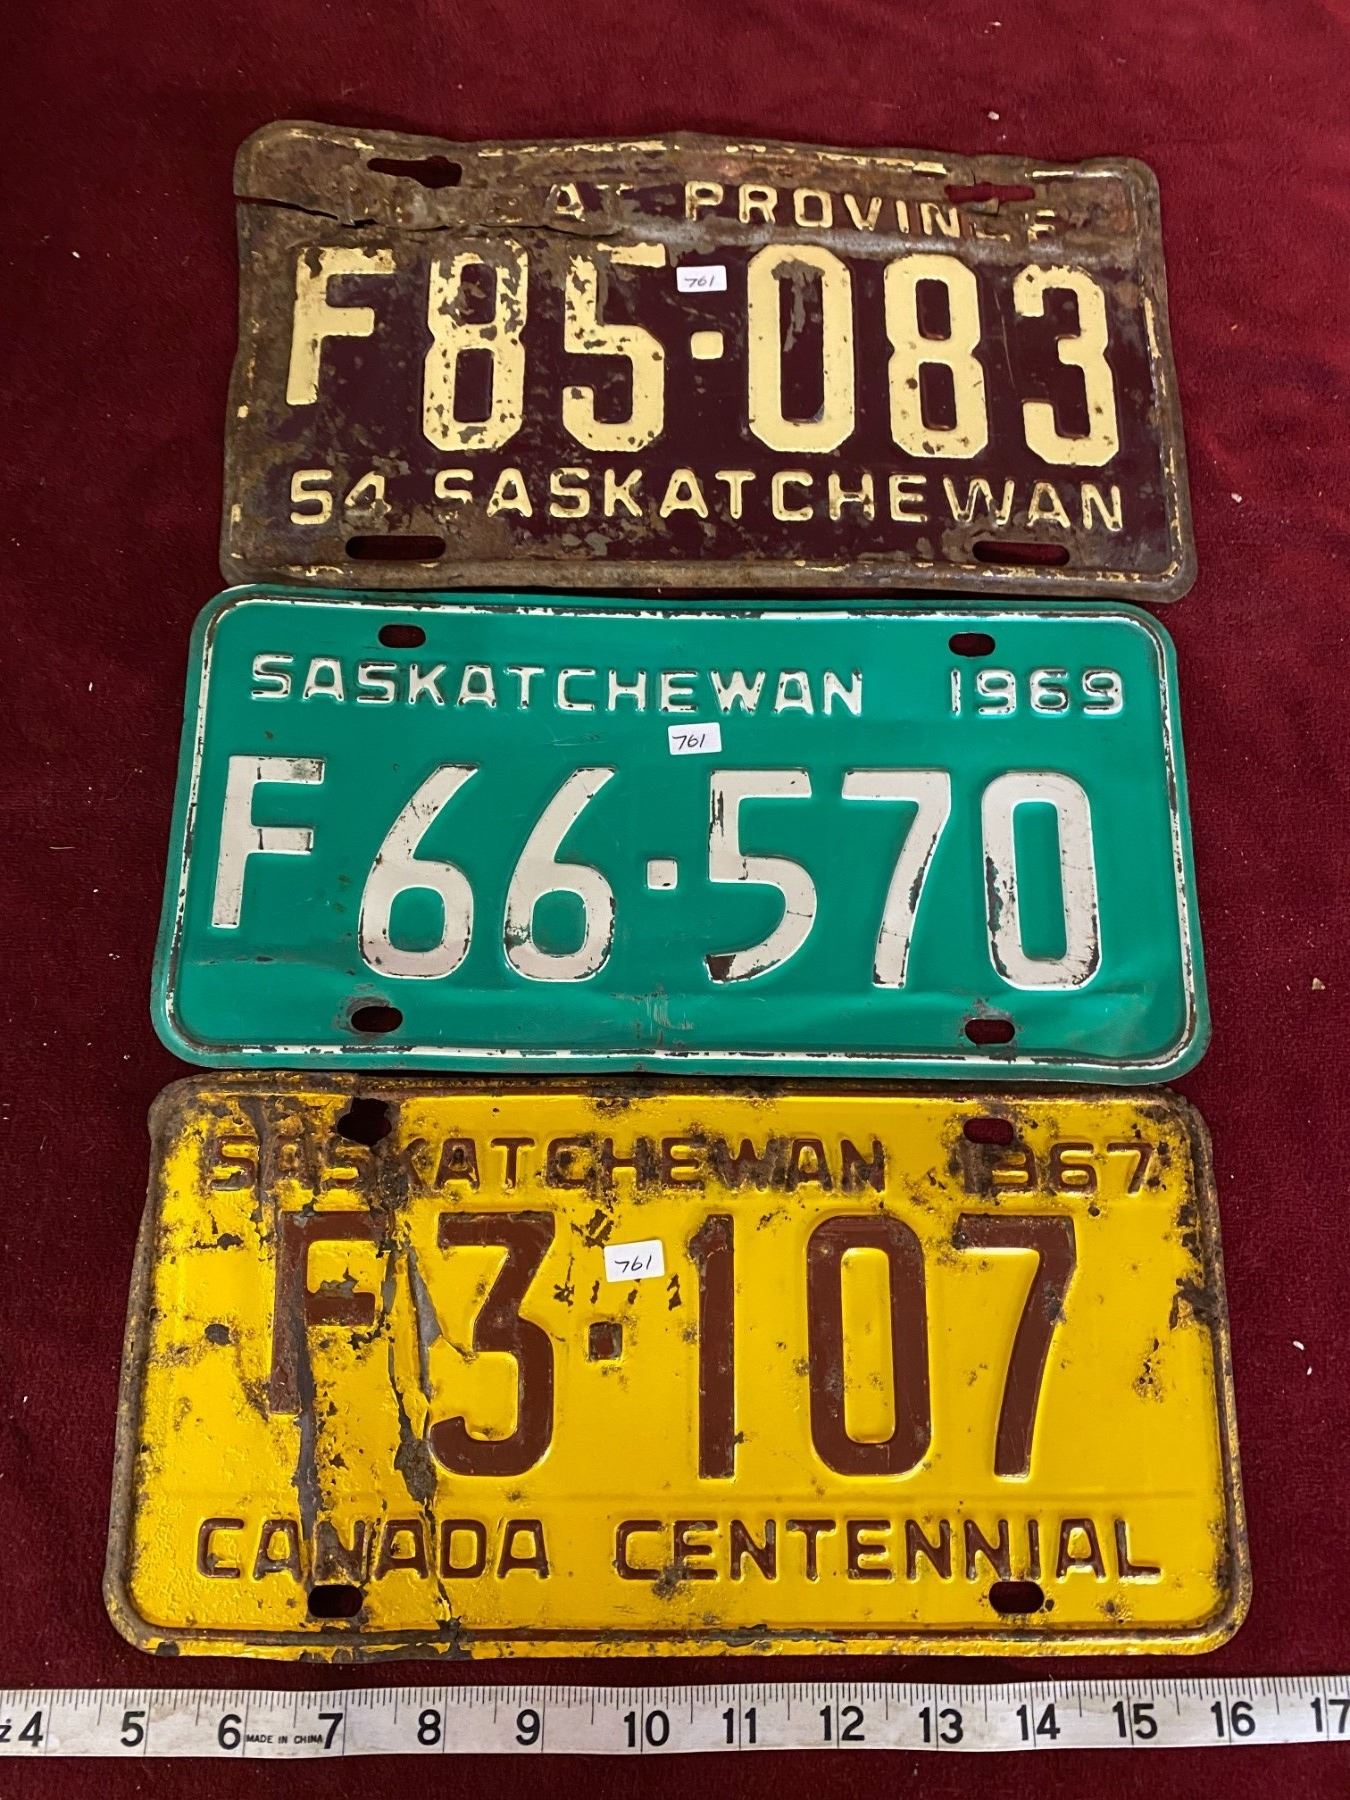 AT PROVINCE
F85·083
761
54 SASKATCHEWAN
SASKATCHEWAN 1969
761
F66·570
SASKATCHEWAN 1967
761
F3·107
CANADA CENTENNIAL
4 5 6 MADE IN CHINA 7 8 9 10 11 12 13 14 15 16 17